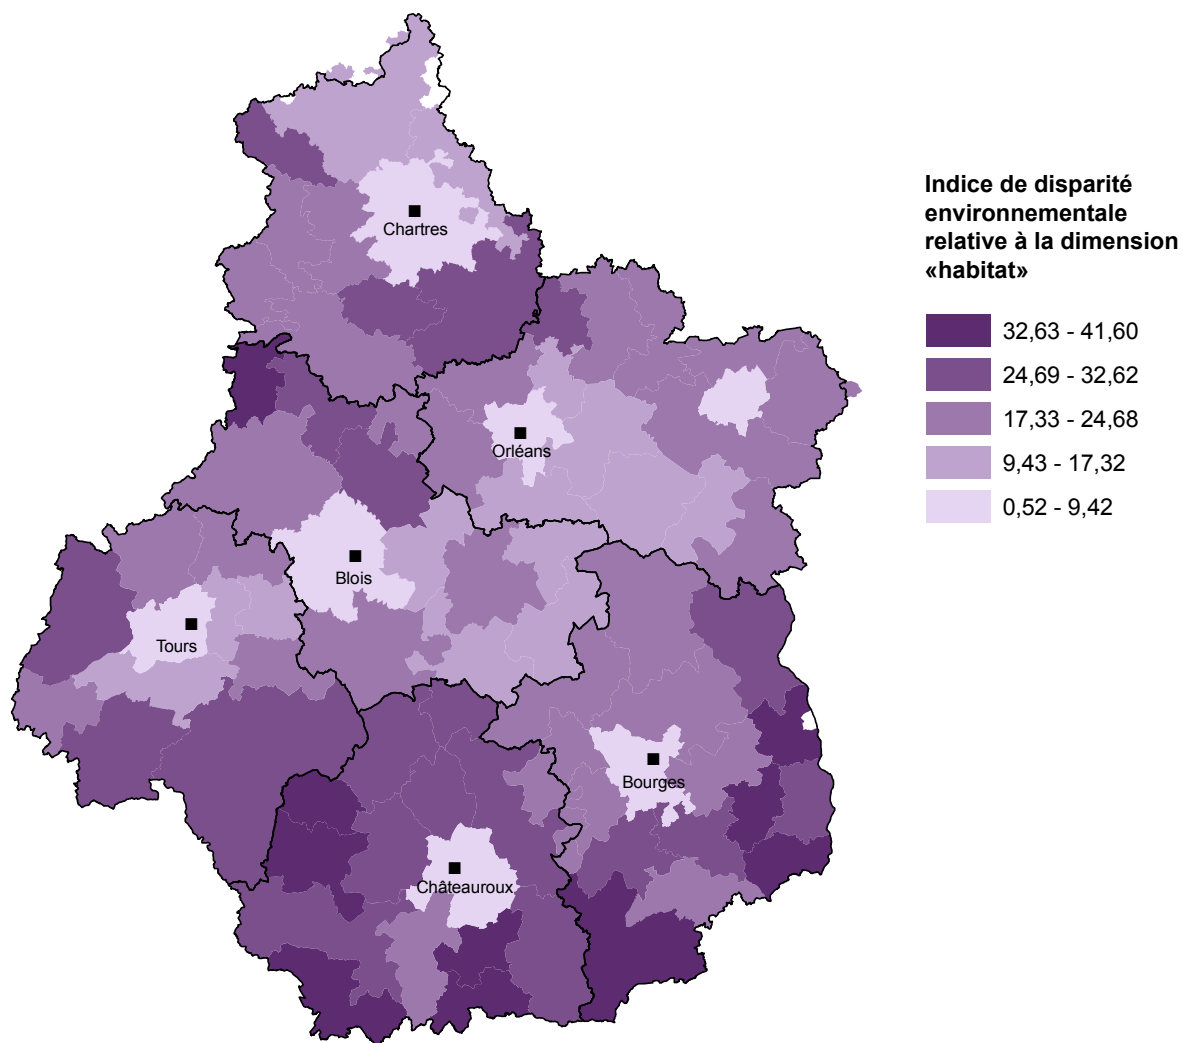 Indice de disparité
environnementale
relative à la dimension
«habitat»
32,63 - 41,60
24,69 - 32,62
17,33 - 24,68
9,43 - 17,32
0,52 - 9,42
Chartres
Orléans
Blois
Tours
Bourges
Châteauroux